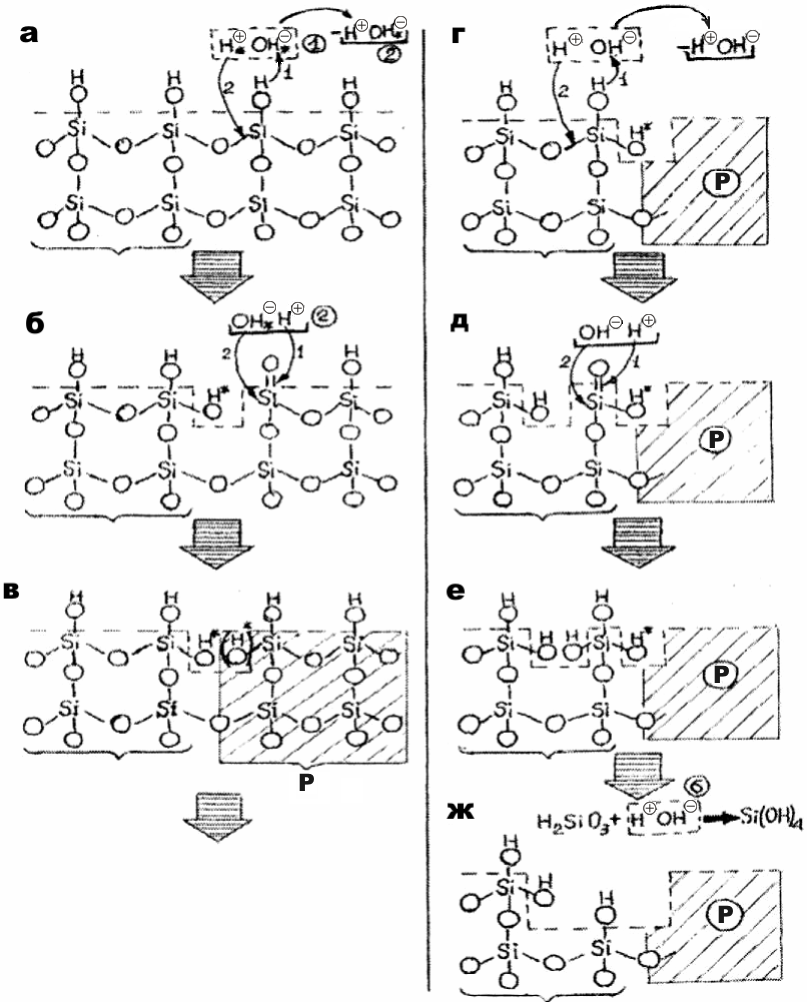 а
H⊕ OH*⊖ ① -H⊕OH*⊖ ②
2 1
H H H H
O O O O
Si Si Si Si
O O O O O
O O O O
Si Si Si Si
O O O O O
O O O O
б
OH*⊖ H⊕ ②
2 1
H H O H
O O H* O
Si Si Si Si
O O O O O
O O O O
Si Si Si Si
O O O O O
O O O O
в
H H H H
O O O O
Si Si H* H* Si Si
O O O O O O
O O O O
Si Si Si Si
O O O O O
O O O O
P
г
H⊕ OH⊖ -H⊕OH⊖
2 1
H H
O O
Si Si H*
O O O P
O O
Si Si
O O O
O O
д
OH⊖ H⊕
2 1
H O
O
Si H Si H*
O O O P
O O
Si Si
O O O
O O
е
H H
O O
Si H H Si H*
O O O O P
O O
Si Si
O O O
O O
ж
⑥
H₂SiO₃ + H⊕ OH⊖ → Si(OH)₄
H
O
Si H
O O H P
O O
Si Si
O O O
O O